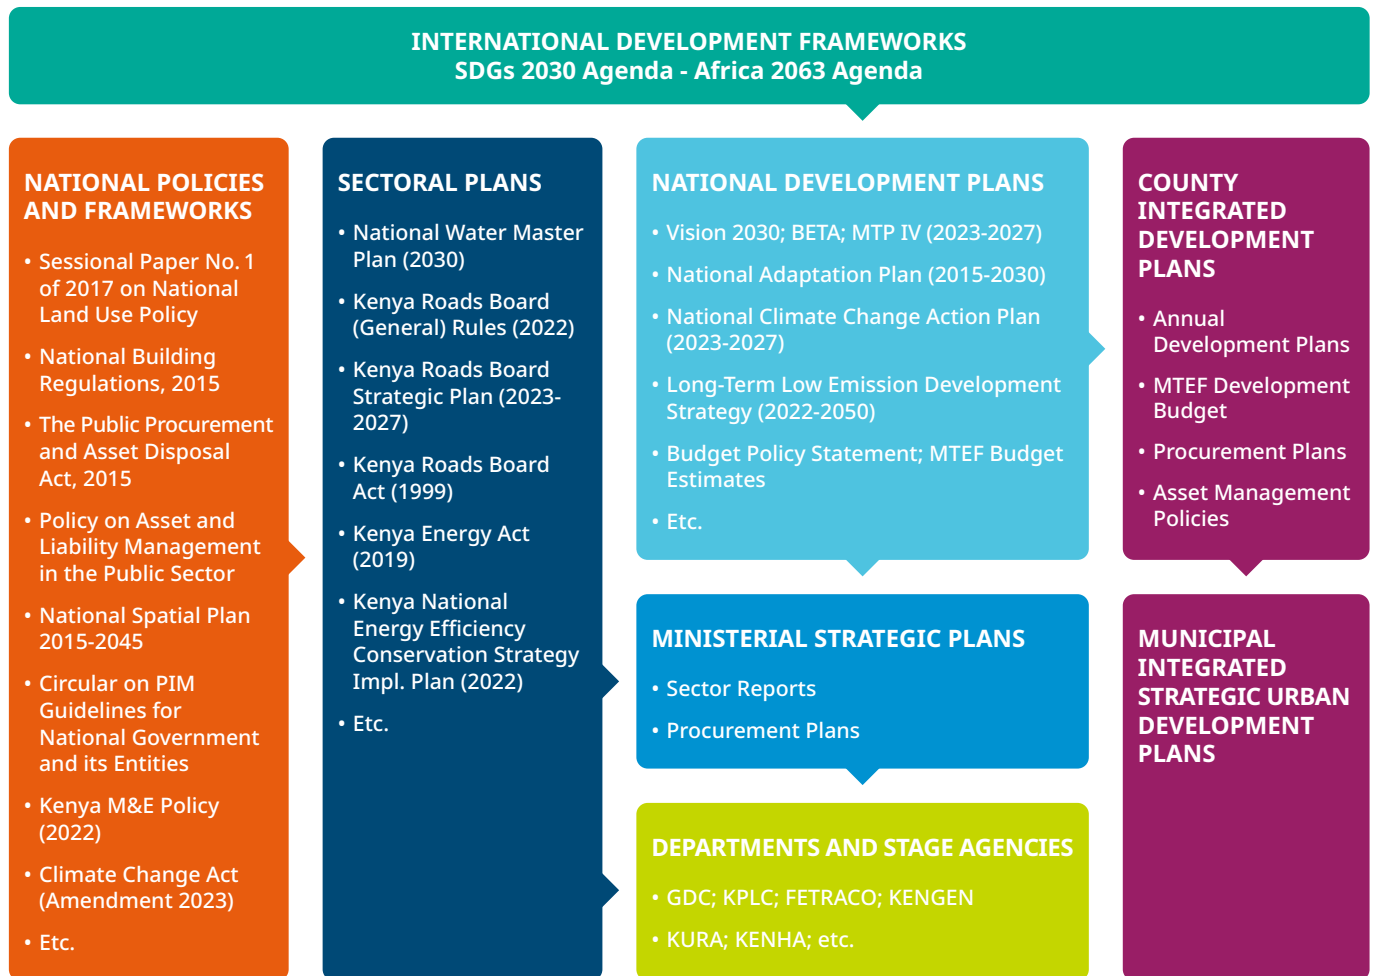 INTERNATIONAL DEVELOPMENT FRAMEWORKS
SDGs 2030 Agenda - Africa 2063 Agenda
NATIONAL POLICIES
AND FRAMEWORKS
• Sessional Paper No. 1
of 2017 on National
Land Use Policy
• National Building
Regulations, 2015
• The Public Procurement
and Asset Disposal
Act, 2015
• Policy on Asset and
Liability Management
in the Public Sector
• National Spatial Plan
2015-2045
• Circular on PIM
Guidelines for
National Government
and its Entities
• Kenya M&E Policy
(2022)
• Climate Change Act
(Amendment 2023)
• Etc.
SECTORAL PLANS
• National Water Master
Plan (2030)
• Kenya Roads Board
(General) Rules (2022)
• Kenya Roads Board
Strategic Plan (2023-
2027)
• Kenya Roads Board
Act (1999)
• Kenya Energy Act
(2019)
• Kenya National
Energy Efficiency
Conservation Strategy
Impl. Plan (2022)
• Etc.
NATIONAL DEVELOPMENT PLANS
• Vision 2030; BETA; MTP IV (2023-2027)
• National Adaptation Plan (2015-2030)
• National Climate Change Action Plan
(2023-2027)
• Long-Term Low Emission Development
Strategy (2022-2050)
• Budget Policy Statement; MTEF Budget
Estimates
• Etc.
MINISTERIAL STRATEGIC PLANS
• Sector Reports
• Procurement Plans
DEPARTMENTS AND STAGE AGENCIES
• GDC; KPLC; FETRACO; KENGEN
• KURA; KENHA; etc.
COUNTY
INTEGRATED
DEVELOPMENT
PLANS
• Annual
Development Plans
• MTEF Development
Budget
• Procurement Plans
• Asset Management
Policies
MUNICIPAL
INTEGRATED
STRATEGIC URBAN
DEVELOPMENT
PLANS